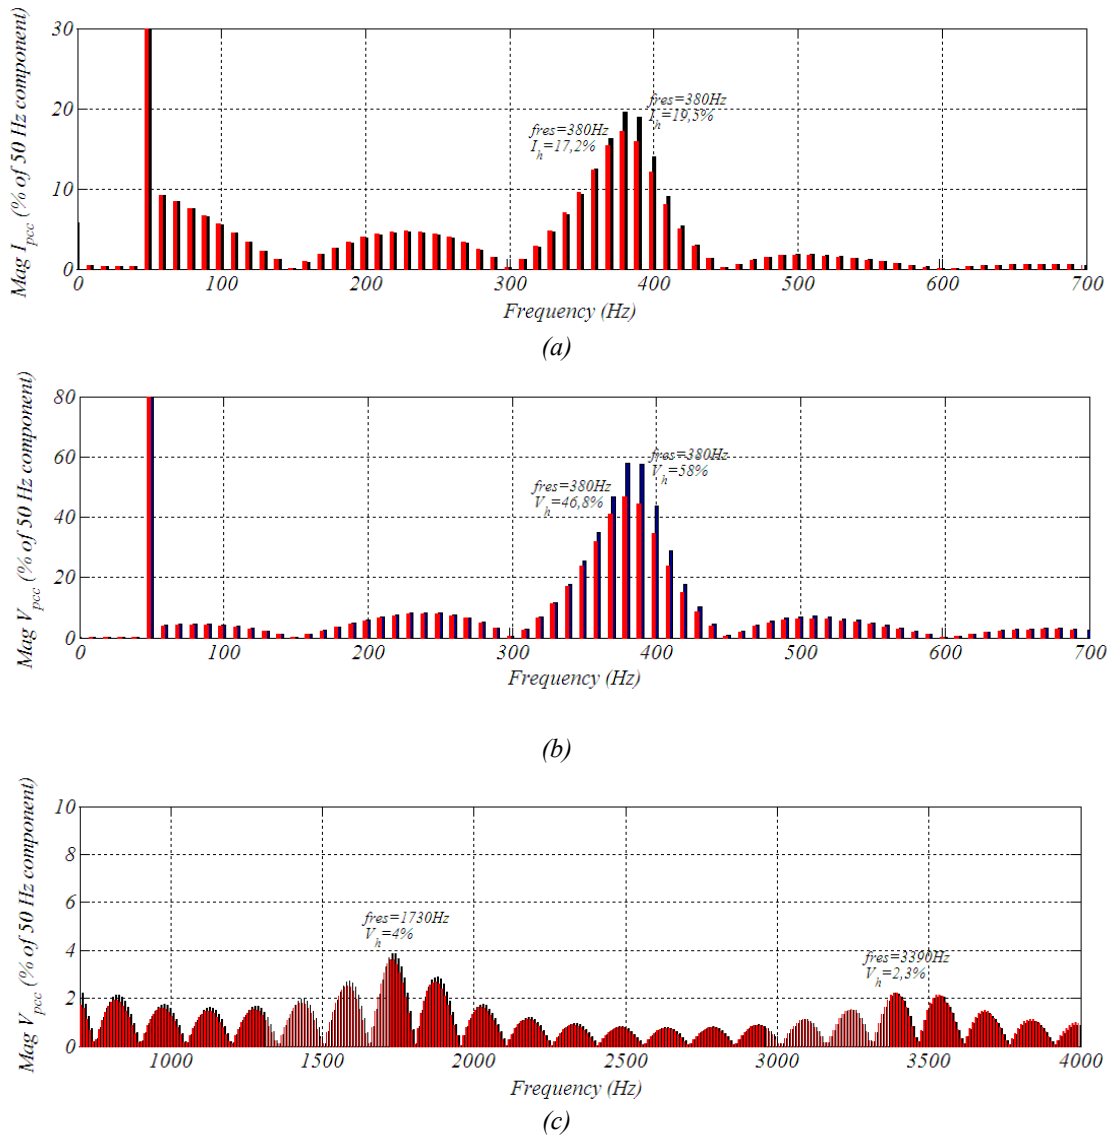 30
20
10
0
Mag I_pcc (% of 50 Hz component)
fres=380Hz
I_h=19,5%
fres=380Hz
I_h=17,2%
0 100 200 300 400 500 600 700
Frequency (Hz)
(a)
80
60
40
20
0
Mag V_pcc (% of 50 Hz component)
fres=380Hz
V_h=58%
fres=380Hz
V_h=46,8%
0 100 200 300 400 500 600 700
Frequency (Hz)
(b)
10
8
6
4
2
0
Mag V_pcc (% of 50 Hz component)
fres=1730Hz
V_h=4%
fres=3390Hz
V_h=2,3%
1000 1500 2000 2500 3000 3500 4000
Frequency (Hz)
(c)